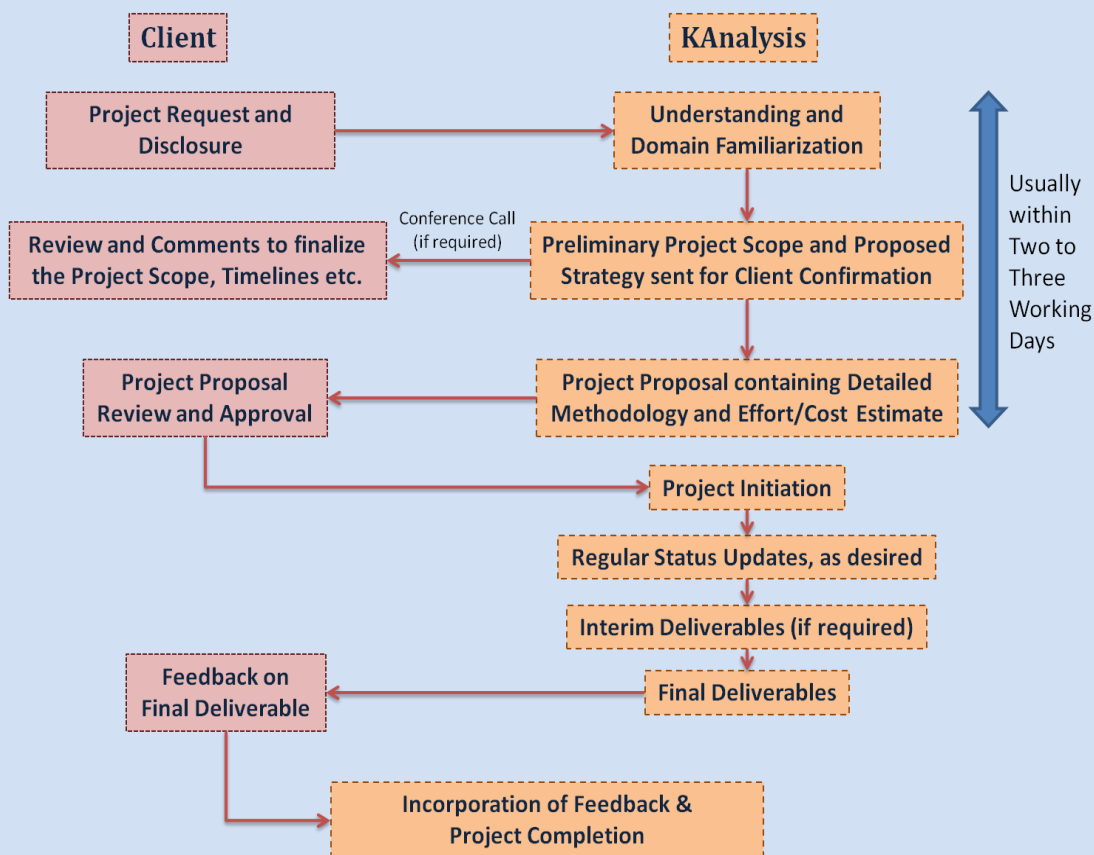 Client
KAnalysis
Project Request and
Disclosure
Understanding and
Domain Familiarization
Usually
within
Two to
Three
Working
Days
Conference Call
(if required)
Review and Comments to finalize
the Project Scope, Timelines etc.
Preliminary Project Scope and Proposed
Strategy sent for Client Confirmation
Project Proposal
Review and Approval
Project Proposal containing Detailed
Methodology and Effort/Cost Estimate
Project Initiation
Regular Status Updates, as desired
Interim Deliverables (if required)
Feedback on
Final Deliverable
Final Deliverables
Incorporation of Feedback &
Project Completion